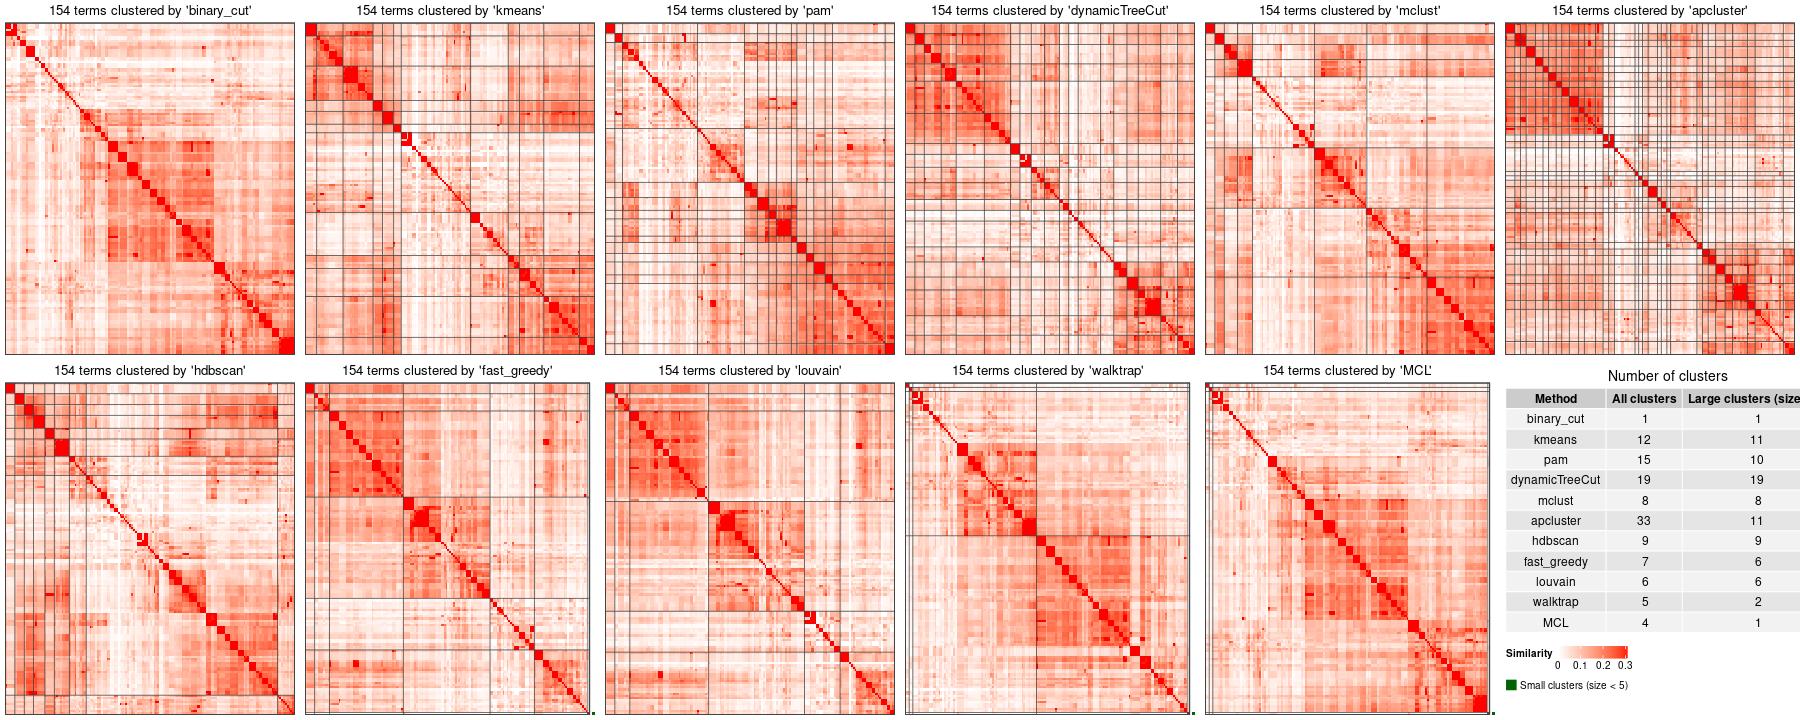 154 terms clustered by 'binary_cut'
154 terms clustered by 'kmeans'
154 terms clustered by 'pam'
154 terms clustered by 'dynamicTreeCut'
154 terms clustered by 'mclust'
154 terms clustered by 'apcluster'
154 terms clustered by 'hdbscan'
154 terms clustered by 'fast_greedy'
154 terms clustered by 'louvain'
154 terms clustered by 'walktrap'
154 terms clustered by 'MCL'
Number of clusters
Method All clusters Large clusters (size
binary_cut 1 1
kmeans 12 11
pam 15 10
dynamicTreeCut 19 19
mclust 8 8
apcluster 33 11
hdbscan 9 9
fast_greedy 7 6
louvain 6 6
walktrap 5 2
MCL 4 1
Similarity
0 0.1 0.2 0.3
Small clusters (size < 5)